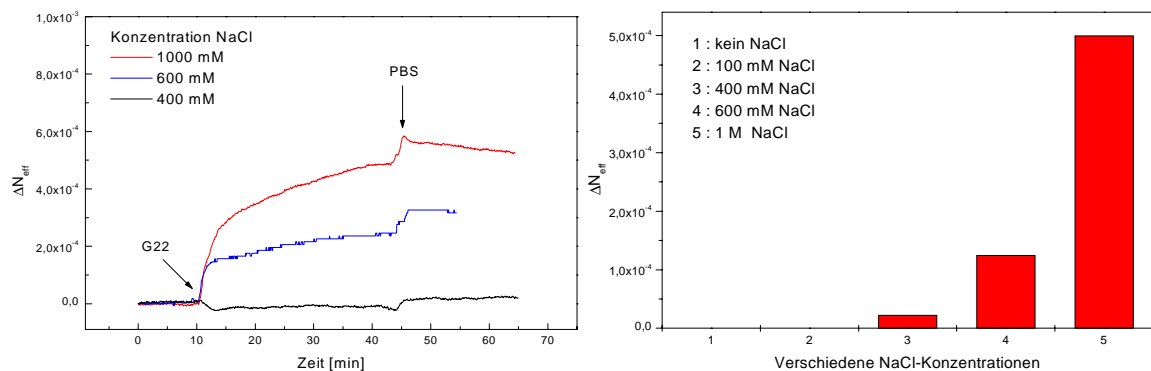 1,0x10⁻³
8,0x10⁻⁴
6,0x10⁻⁴
4,0x10⁻⁴
2,0x10⁻⁴
0,0
ΔN_eff
Konzentration NaCl
1000 mM
600 mM
400 mM
PBS
G22
0 10 20 30 40 50 60 70
Zeit [min]
5,0x10⁻⁴
4,0x10⁻⁴
3,0x10⁻⁴
2,0x10⁻⁴
1,0x10⁻⁴
0,0
ΔN_eff
1 : kein NaCl
2 : 100 mM NaCl
3 : 400 mM NaCl
4 : 600 mM NaCl
5 : 1 M NaCl
1 2 3 4 5
Verschiedene NaCl-Konzentrationen